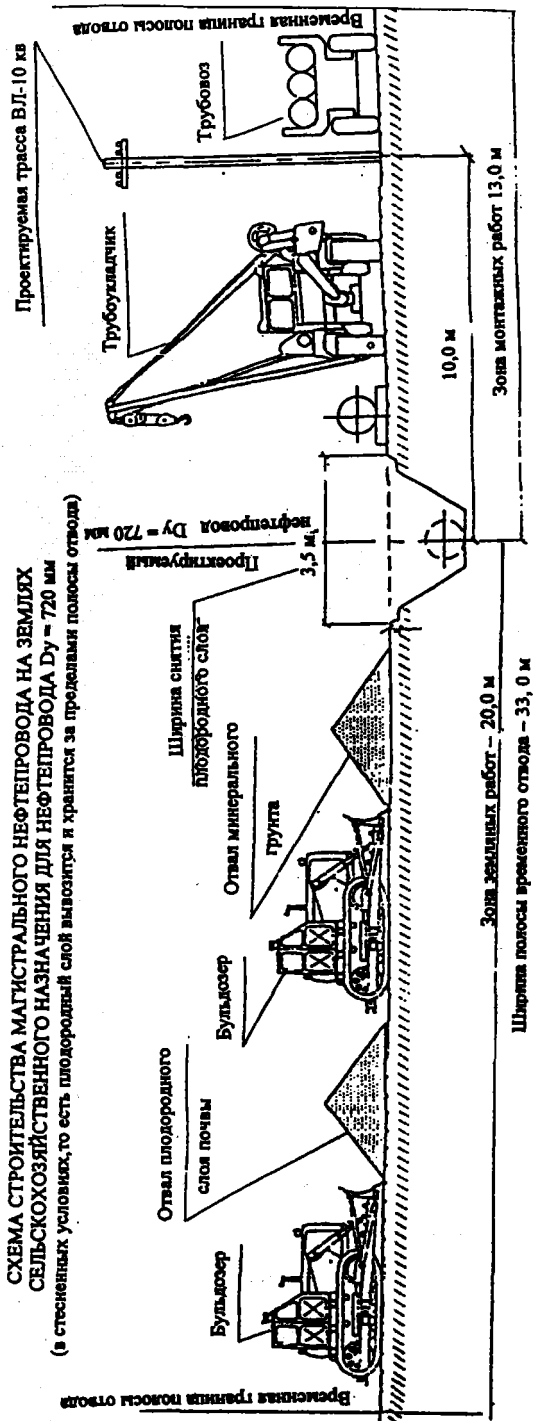 СХЕМА СТРОИТЕЛЬСТВА МАГИСТРАЛЬНОГО НЕФТЕПРОВОДА НА ЗЕМЛЯХ
СЕЛЬСКОХОЗЯЙСТВЕННОГО НАЗНАЧЕНИЯ ДЛЯ НЕФТЕПРОВОДА Dy = 720 мм
(в стесненных условиях,то есть плодородный слой вывозится и хранится за пределами полосы отвода)
Временная граница полосы отвода
Бульдозер
Отвал плодородного
слоя почвы
Бульдозер
Отвал минерального
грунта
Ширина снятия
плодородного слоя
3,5 м
Проектируемый
нефтепровод Dy = 720 мм
Трубоукладчик
Проектируемая трасса ВЛ-10 кв
Трубовоз
Временная граница полосы отвода
10,0 м
Зона земляных работ – 20,0 м
Зона монтажных работ 13,0 м
Ширина полосы временного отвода – 33, 0 м